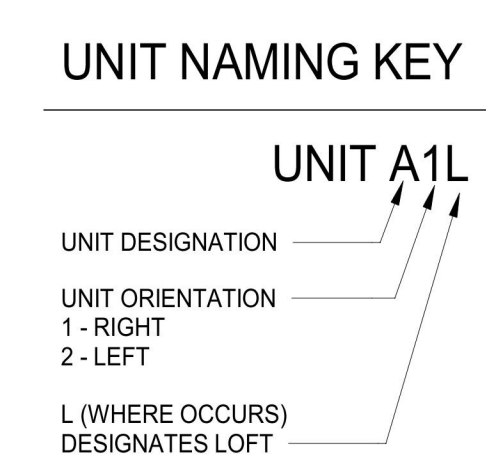 UNIT NAMING KEY
UNIT A1L
UNIT DESIGNATION
UNIT ORIENTATION
1 - RIGHT
2 - LEFT
L (WHERE OCCURS)
DESIGNATES LOFT